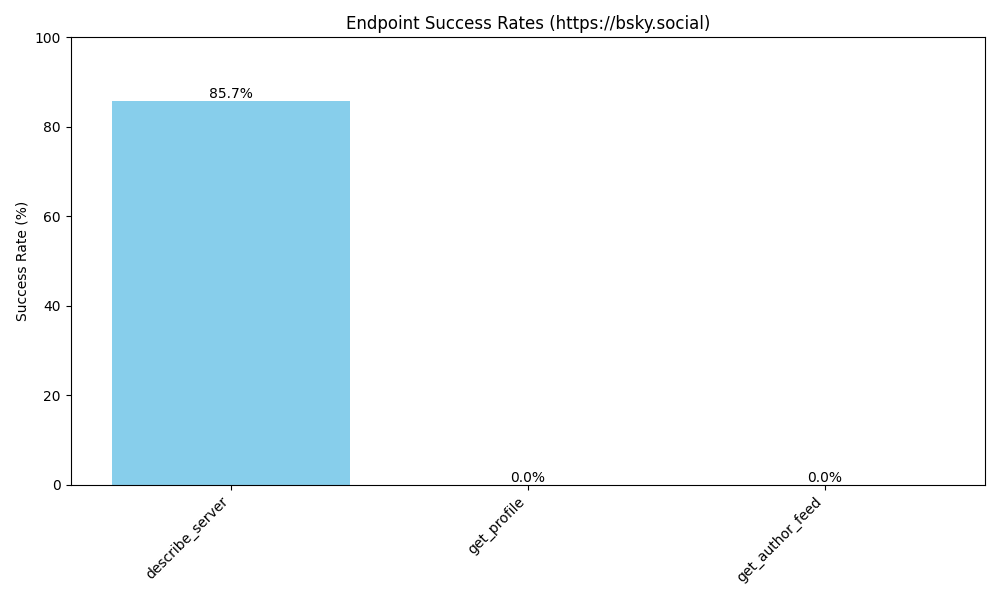 Endpoint Success Rates (https://bsky.social)
100
80
60
40
20
0
Success Rate (%)
85.7%
0.0%
0.0%
describe_server
get_profile
get_author_feed